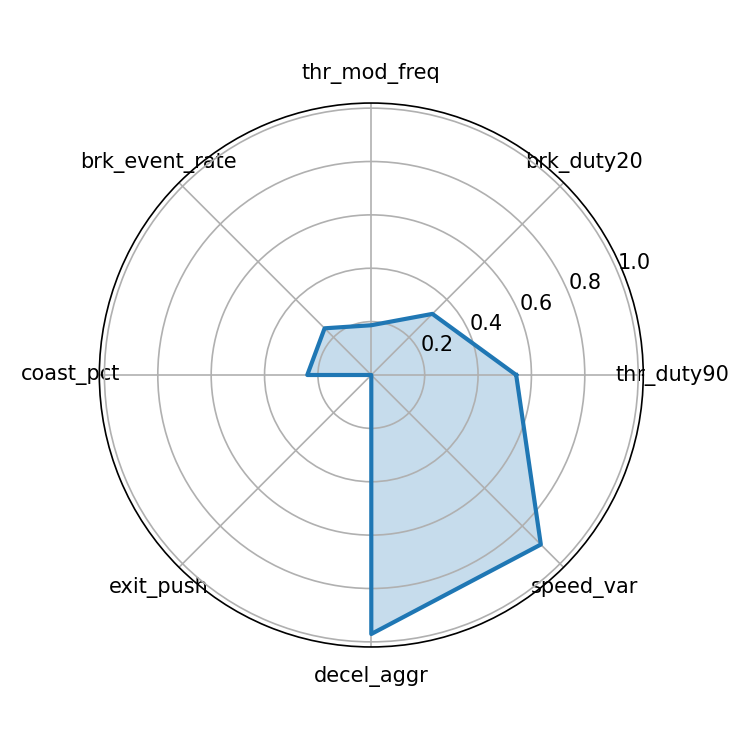 thr_mod_freq
brk_event_rate
brk_duty20
1.0
0.8
0.6
0.4
0.2
coast_pct
thr_duty90
exit_push
speed_var
decel_aggr